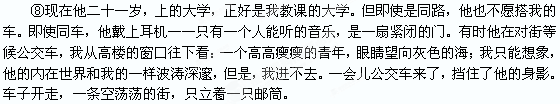 ⑧现在他二十一岁，上的大学，正好是我教课的大学。但即使是同路，他也不愿搭我的
车。即使同车，他戴上耳机——只有一个人能听的音乐，是一扇紧闭的门。有时他在对街等
候公交车，我从高楼的窗口往下看：一个高高瘦瘦的青年，眼睛望向灰色的海；我只能想象，
他的内在世界和我的一样波涛深邃，但是，我进不去。一会儿公交车来了，挡住了他的身影。
车子开走，一条空荡荡的街，只立着一只邮筒。